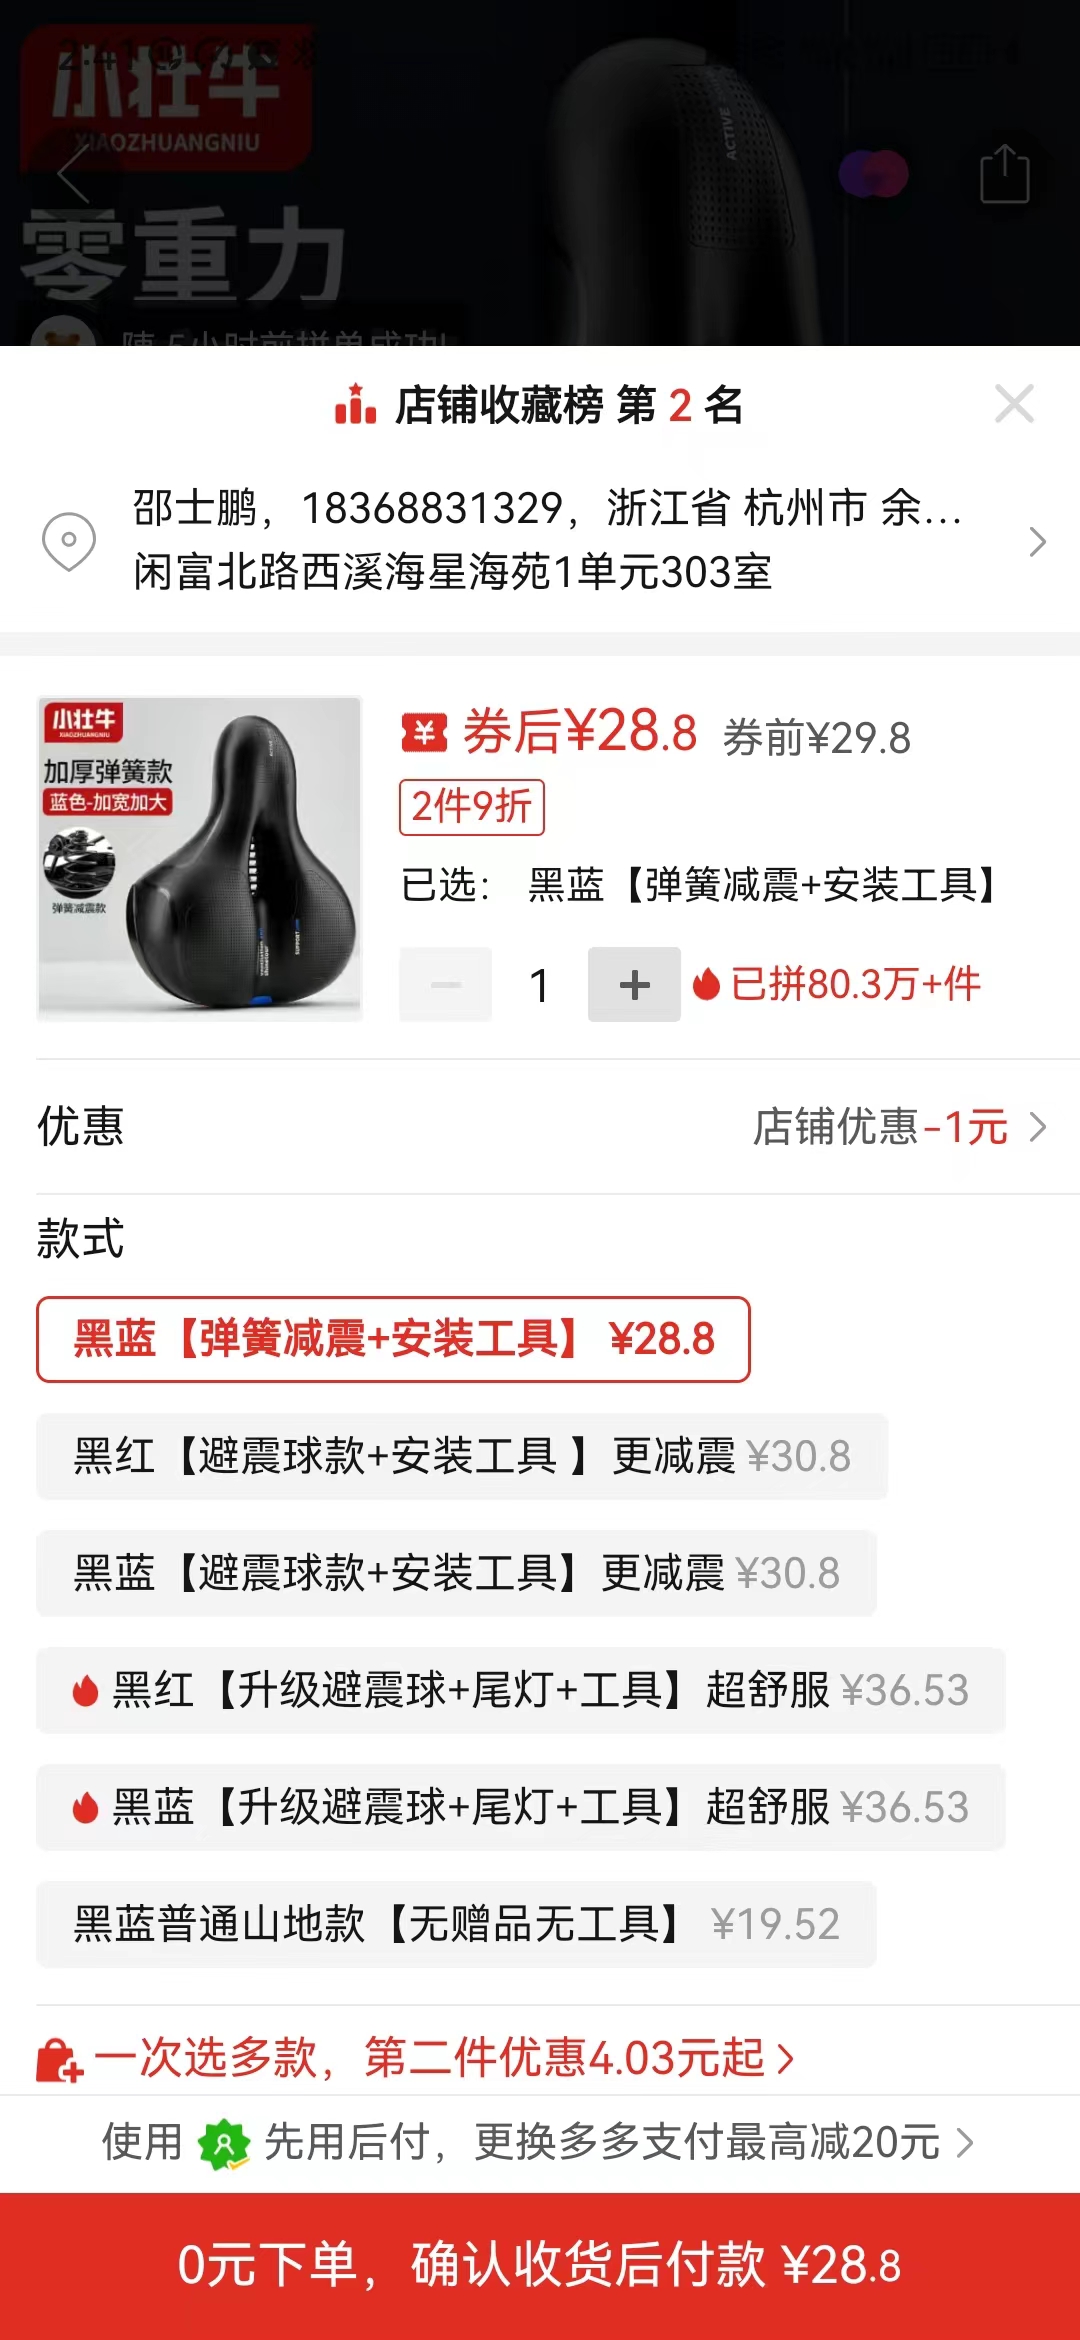 小壮牛
XIAOZHUANGNIU
ACTIVE
零重力
陳 5小时前拼单成功!
店铺收藏榜 第 2 名
邵士鹏，18368831329，浙江省 杭州市 余...
闲富北路西溪海星海苑1单元303室
小壮牛
XIAOZHUANGNIU
加厚弹簧款
蓝色-加宽加大
弹簧减震款
券后¥28.8 券前¥29.8
2件9折
已选： 黑蓝【弹簧减震+安装工具】
1
已拼80.3万+件
优惠
店铺优惠-1元
款式
黑蓝【弹簧减震+安装工具】 ¥28.8
黑红【避震球款+安装工具 】更减震 ¥30.8
黑蓝【避震球款+安装工具】更减震 ¥30.8
黑红【升级避震球+尾灯+工具】超舒服 ¥36.53
黑蓝【升级避震球+尾灯+工具】超舒服 ¥36.53
黑蓝普通山地款【无赠品无工具】 ¥19.52
一次选多款，第二件优惠4.03元起
使用 先用后付，更换多多支付最高减20元
0元下单，确认收货后付款 ¥28.8